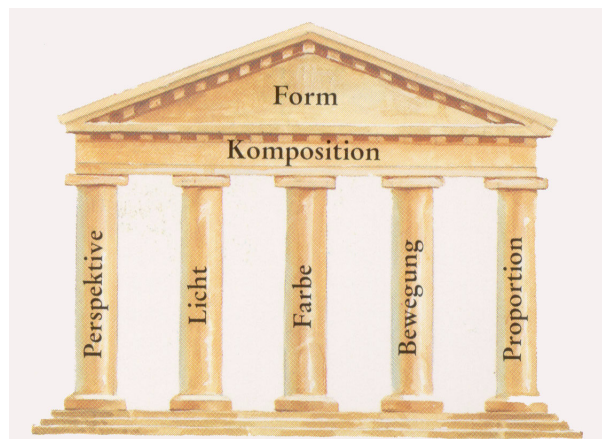 Form
Komposition
Perspektive
Licht
Farbe
Bewegung
Proportion